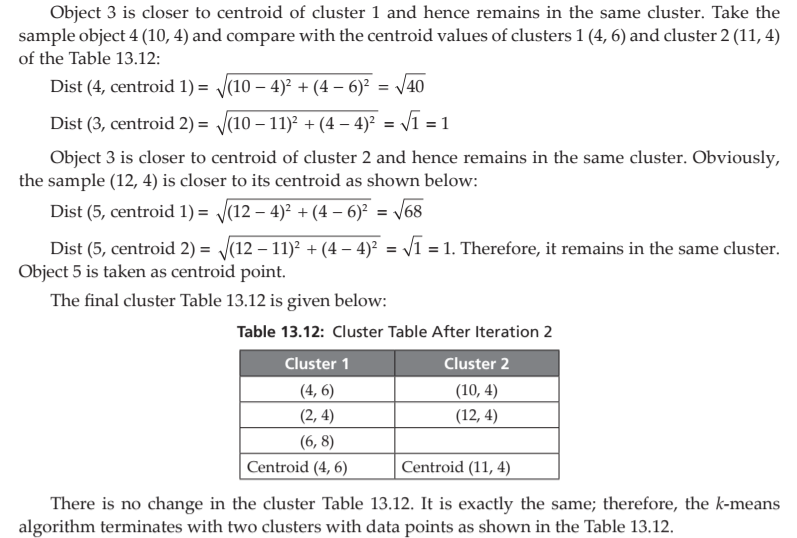 Object 3 is closer to centroid of cluster 1 and hence remains in the same cluster. Take the
sample object 4 (10, 4) and compare with the centroid values of clusters 1 (4, 6) and cluster 2 (11, 4)
of the Table 13.12:
Dist (4, centroid 1) = √(10 – 4)² + (4 – 6)² = √40
Dist (3, centroid 2) = √(10 – 11)² + (4 – 4)² = √1 = 1
Object 3 is closer to centroid of cluster 2 and hence remains in the same cluster. Obviously,
the sample (12, 4) is closer to its centroid as shown below:
Dist (5, centroid 1) = √(12 – 4)² + (4 – 6)² = √68
Dist (5, centroid 2) = √(12 – 11)² + (4 – 4)² = √1 = 1. Therefore, it remains in the same cluster.
Object 5 is taken as centroid point.
The final cluster Table 13.12 is given below:
Table 13.12: Cluster Table After Iteration 2
Cluster 1 Cluster 2
(4, 6) (10, 4)
(2, 4) (12, 4)
(6, 8)
Centroid (4, 6) Centroid (11, 4)
There is no change in the cluster Table 13.12. It is exactly the same; therefore, the k-means
algorithm terminates with two clusters with data points as shown in the Table 13.12.